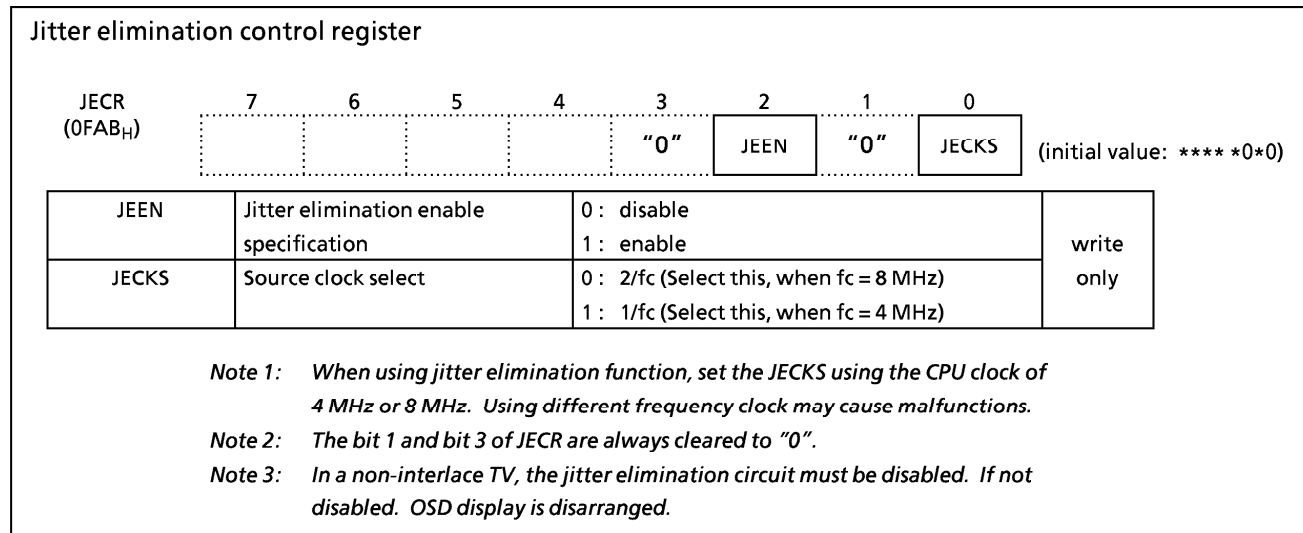 Jitter elimination control register
JECR 7 6 5 4 3 2 1 0
(0FABH) "0" JEEN "0" JECKS (initial value: **** *0*0)
JEEN Jitter elimination enable 0 : disable
specification 1 : enable write
JECKS Source clock select 0 : 2/fc (Select this, when fc = 8 MHz) only
1 : 1/fc (Select this, when fc = 4 MHz)
Note 1: When using jitter elimination function, set the JECKS using the CPU clock of
4 MHz or 8 MHz. Using different frequency clock may cause malfunctions.
Note 2: The bit 1 and bit 3 of JECR are always cleared to "0".
Note 3: In a non-interlace TV, the jitter elimination circuit must be disabled. If not
disabled. OSD display is disarranged.